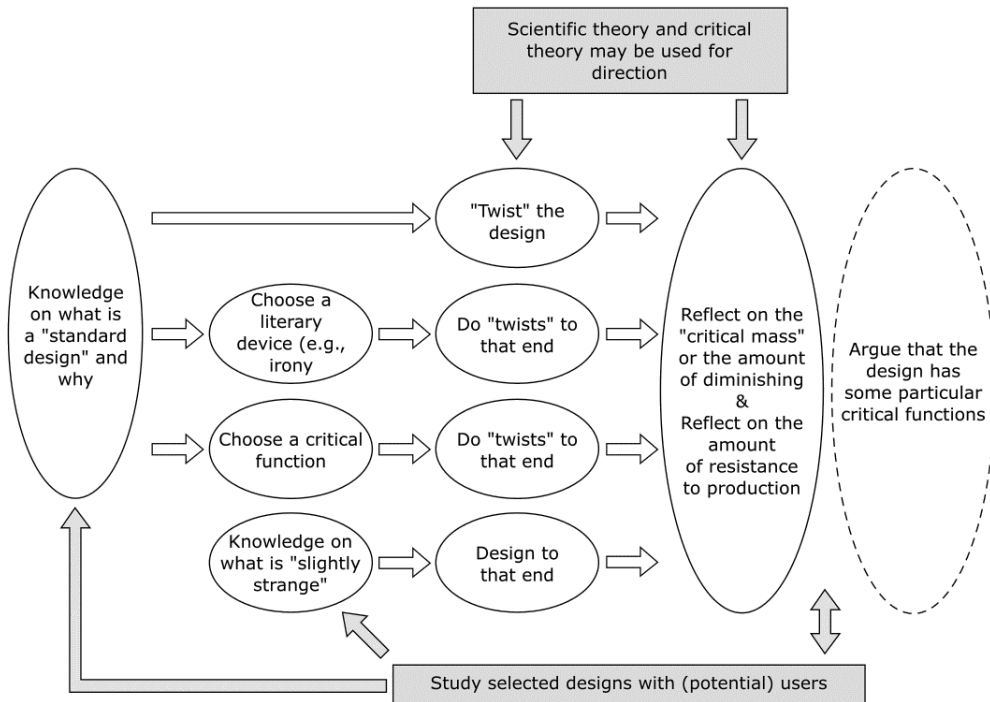 Scientific theory and critical
theory may be used for
direction
"Twist" the
design
Knowledge
on what is
a "standard
design" and
why
Choose a
literary
device (e.g.,
irony
Do "twists" to
that end
Choose a critical
function
Do "twists" to
that end
Knowledge on
what is "slightly
strange"
Design to
that end
Reflect on the
"critical mass"
or the amount
of diminishing
&
Reflect on the
amount
of resistance
to production
Argue that the
design has
some particular
critical functions
Study selected designs with (potential) users